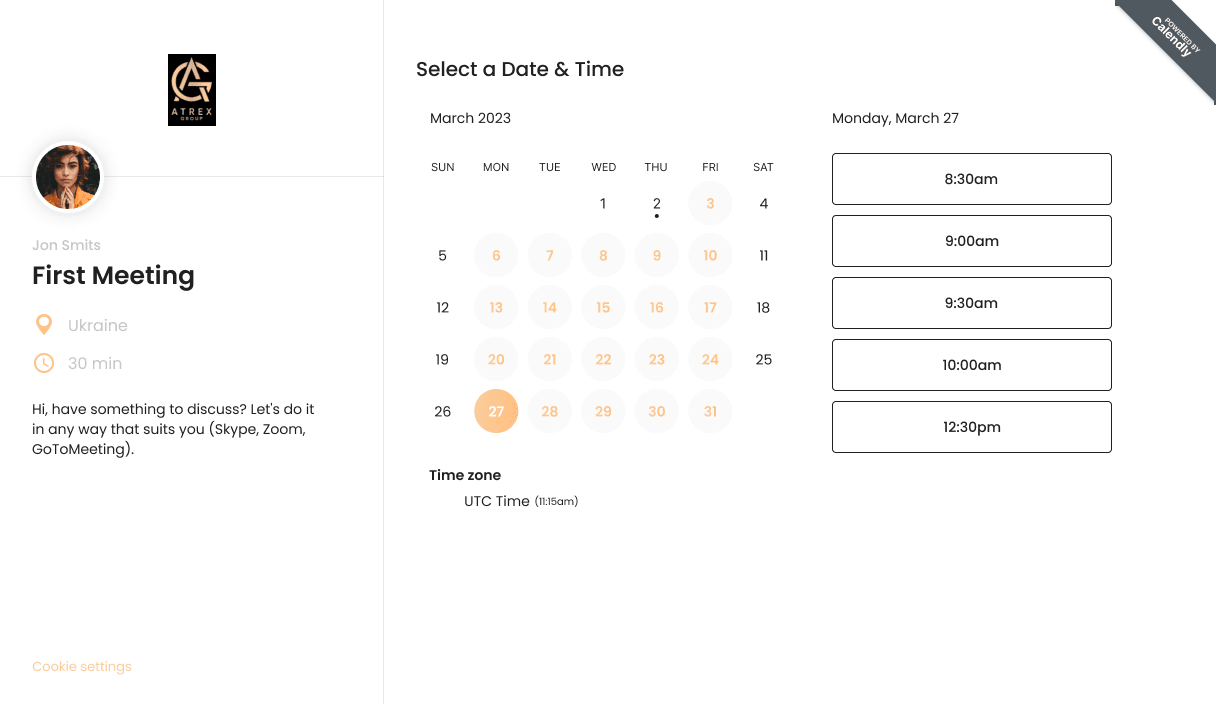 ATREX
GROUP
Jon Smits
First Meeting
Ukraine
30 min
Hi, have something to discuss? Let's do it
in any way that suits you (Skype, Zoom,
GoToMeeting).
Cookie settings
Select a Date & Time
March 2023
SUN MON TUE WED THU FRI SAT
1 2 3 4
5 6 7 8 9 10 11
12 13 14 15 16 17 18
19 20 21 22 23 24 25
26 27 28 29 30 31
Time zone
UTC Time (11:15am)
Monday, March 27
8:30am
9:00am
9:30am
10:00am
12:30pm
POWERED BY
Calendly